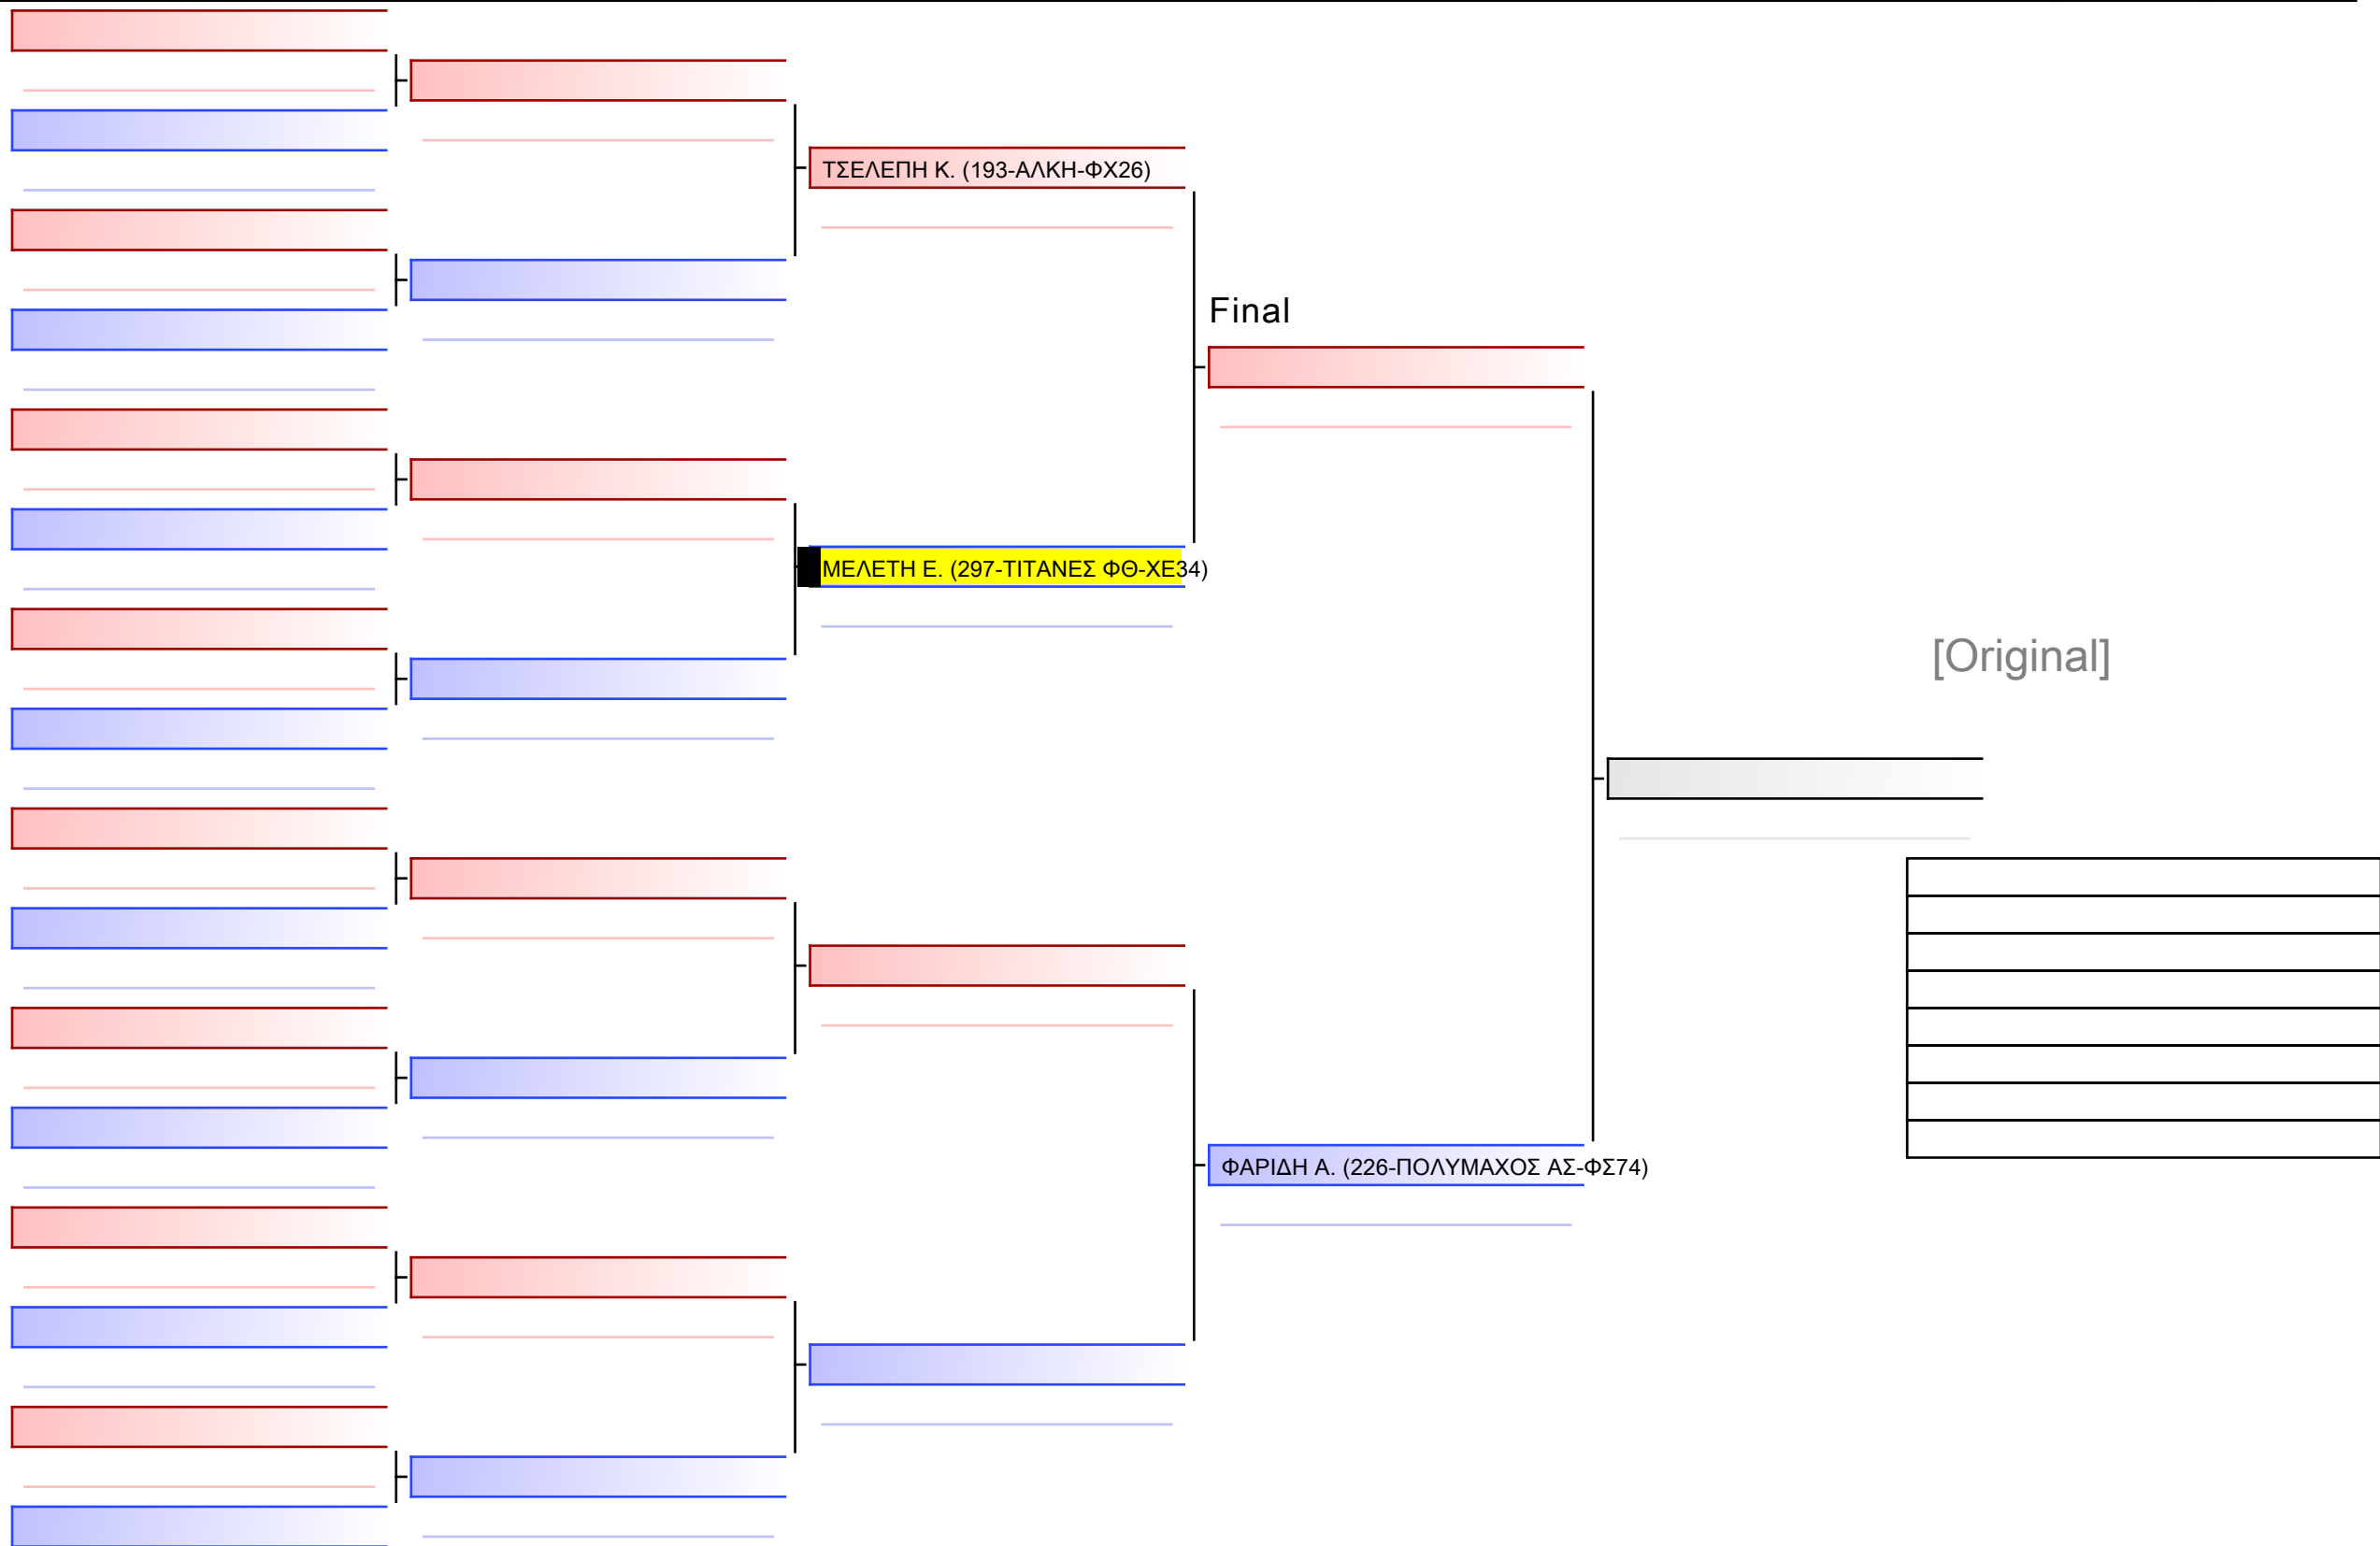 ΤΣΕΛΕΠΗ Κ. (193-ΑΛΚΗ-ΦΧ26)
Final
ΜΕΛΕΤΗ Ε. (297-ΤΙΤΑΝΕΣ ΦΘ-ΧΕ34)
[Original]
ΦΑΡΙΔΗ Α. (226-ΠΟΛΥΜΑΧΟΣ ΑΣ-ΦΣ74)